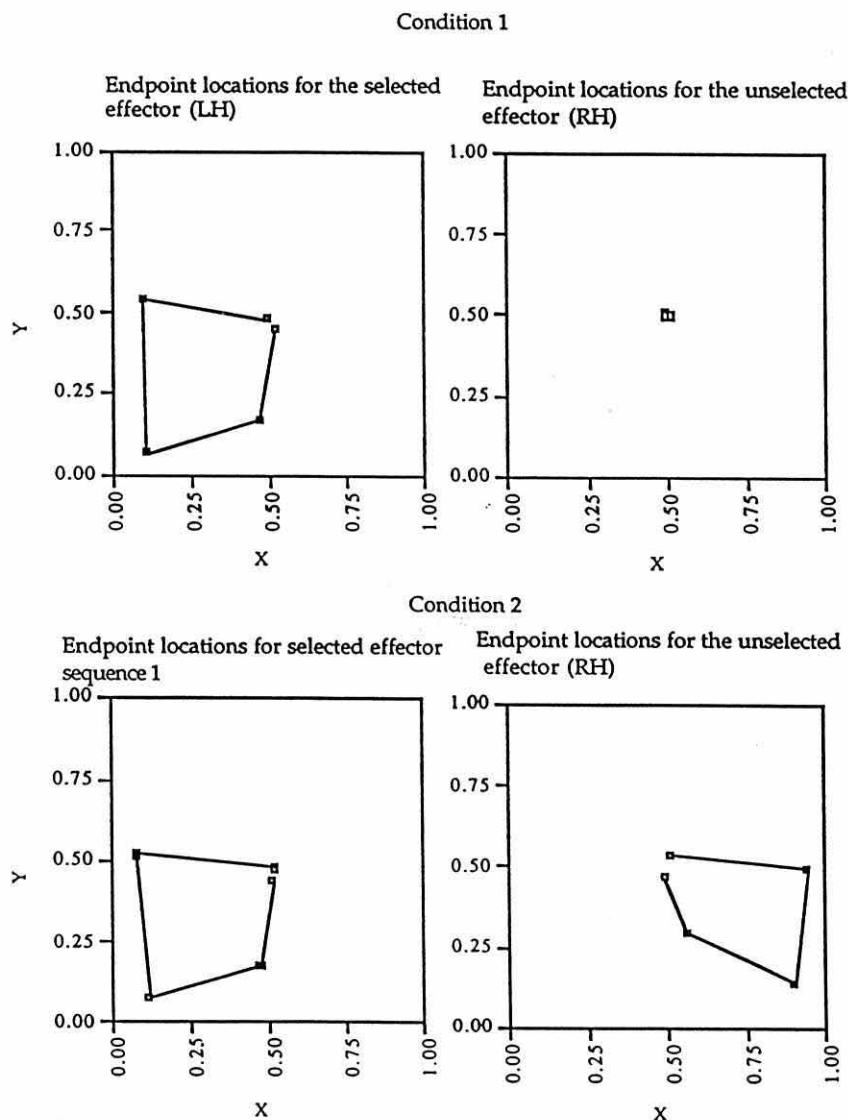 Condition 1
Endpoint locations for the selected
effector (LH)
Endpoint locations for the unselected
effector (RH)
1.00
0.75
0.50
0.25
0.00
Y
0.00
0.25
0.50
0.75
1.00
X
1.00
0.75
0.50
0.25
0.00
0.00
0.25
0.50
0.75
1.00
X
Condition 2
Endpoint locations for selected effector
sequence 1
Endpoint locations for the unselected
effector (RH)
1.00
0.75
0.50
0.25
0.00
Y
0.00
0.25
0.50
0.75
1.00
X
1.00
0.75
0.50
0.25
0.00
0.00
0.25
0.50
0.75
1.00
X